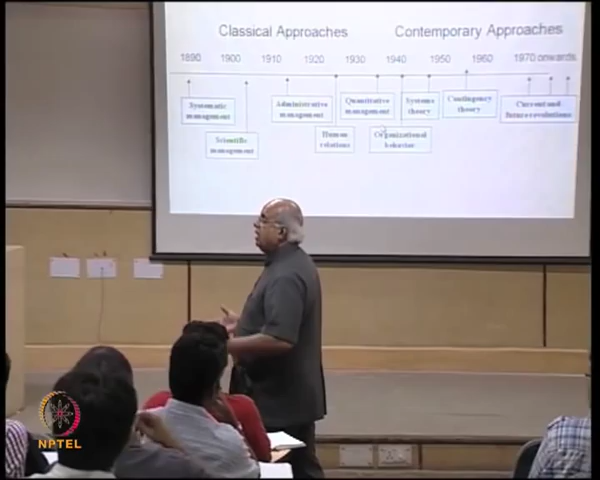 Classical Approaches
Contemporary Approaches
1890 1900 1910 1920 1930 1940 1950 1960 1970 onwards
Systematic
management
Scientific
management
Administrative
management
Human
relations
Quantitative
management
Organizational
behavior
Systems
theory
Contingency
theory
Current and
future revolutions
NPTEL